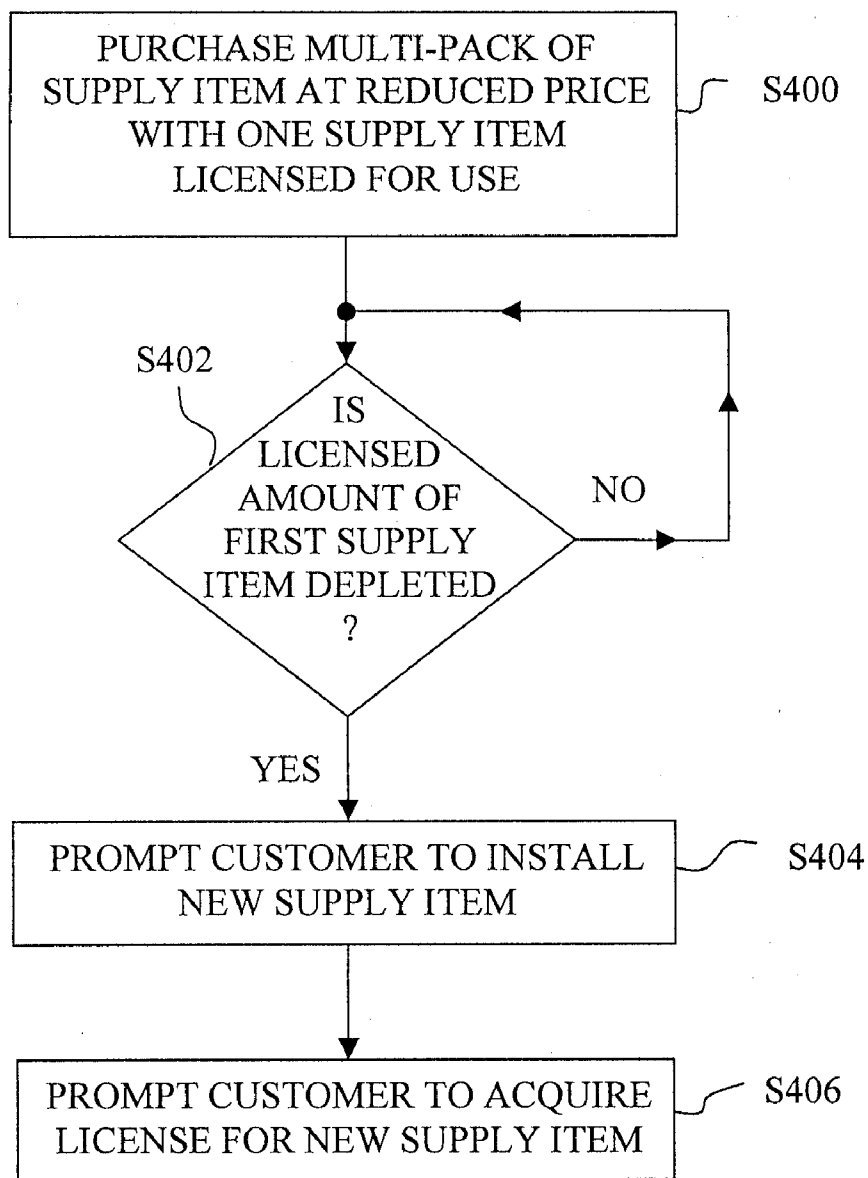 PURCHASE MULTI-PACK OF
SUPPLY ITEM AT REDUCED PRICE
WITH ONE SUPPLY ITEM
LICENSED FOR USE
S400
S402
IS
LICENSED
AMOUNT OF
FIRST SUPPLY
ITEM DEPLETED
?
NO
YES
PROMPT CUSTOMER TO INSTALL
NEW SUPPLY ITEM
S404
PROMPT CUSTOMER TO ACQUIRE
LICENSE FOR NEW SUPPLY ITEM
S406